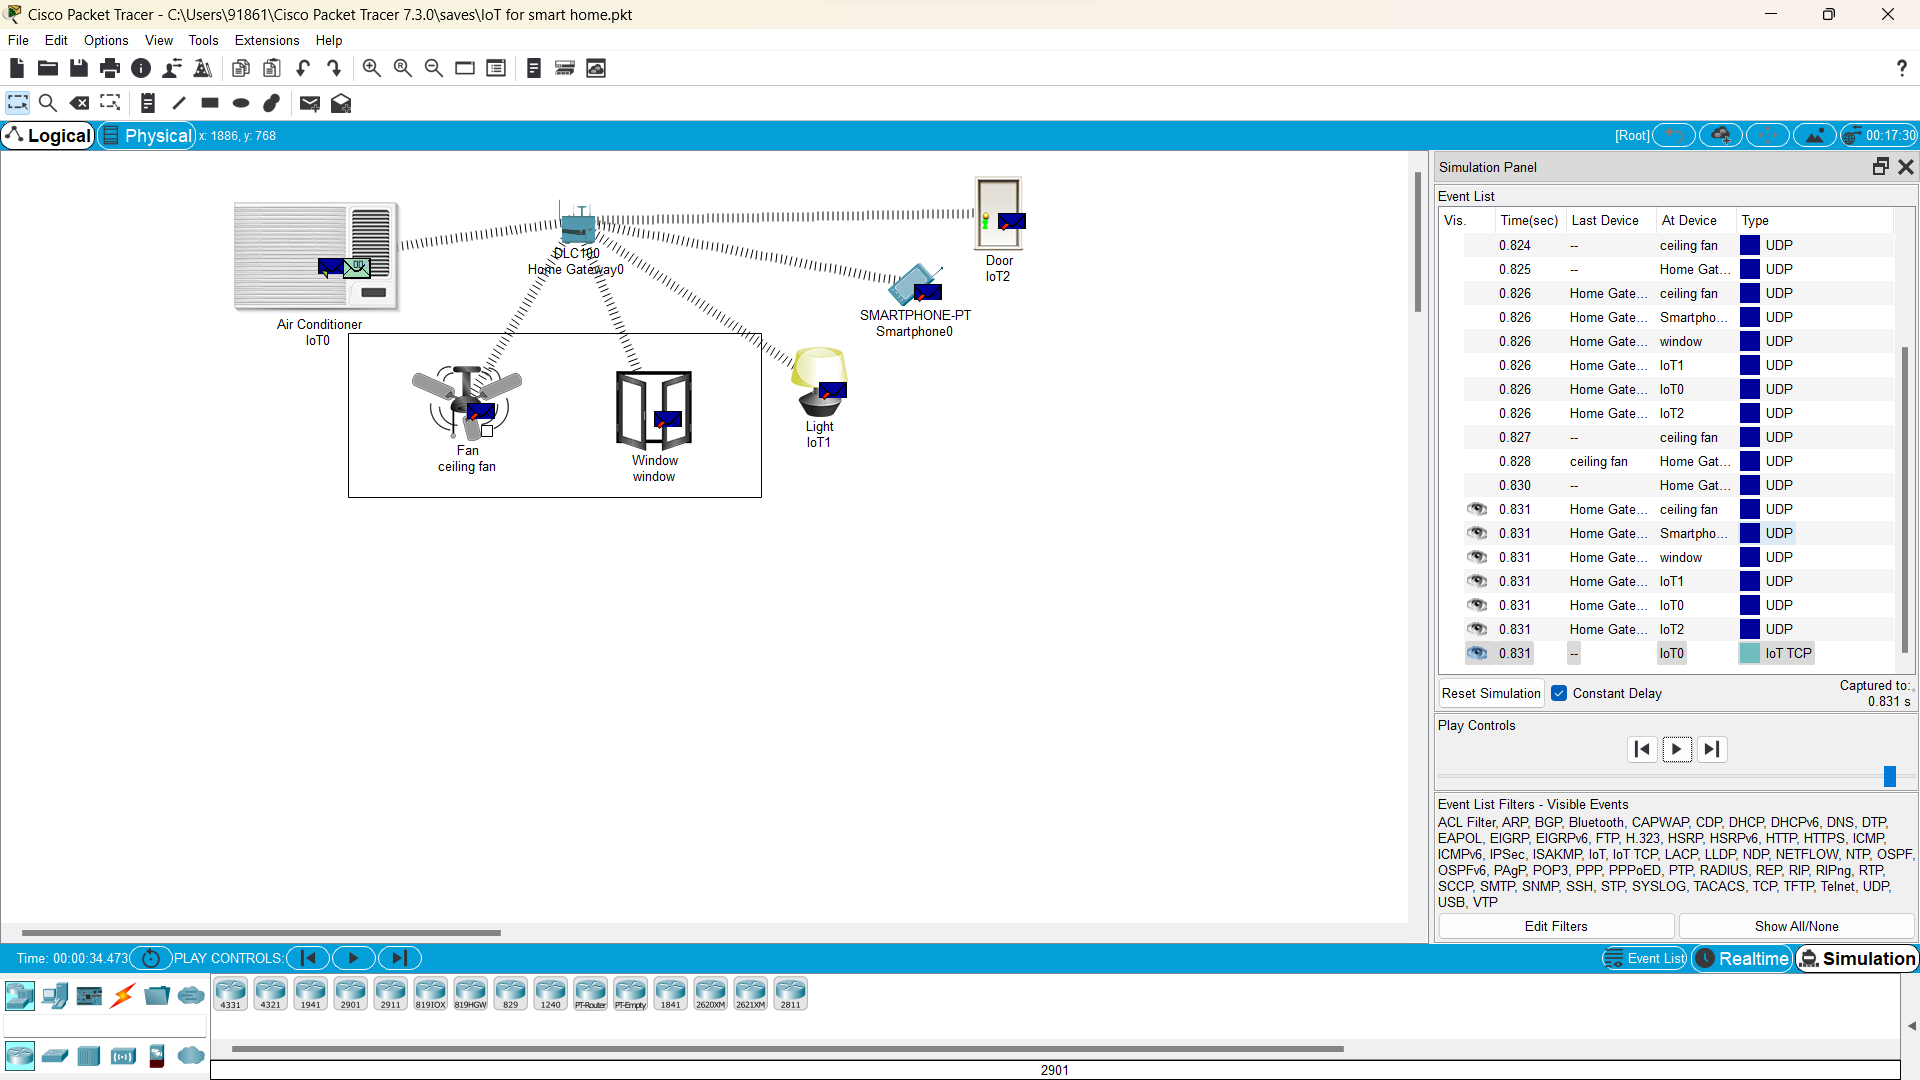 Cisco Packet Tracer - C:\Users\91861\Cisco Packet Tracer 7.3.0\saves\IoT for smart home.pkt
File Edit Options View Tools Extensions Help
Logical Physical x: 1886, y: 768 [Root] 00:17:30
Air Conditioner
IoT0
DLC100
Home Gateway0
Door
IoT2
SMARTPHONE-PT
Smartphone0
Fan
ceiling fan
Window
window
Light
IoT1
Simulation Panel
Event List
Vis. Time(sec) Last Device At Device Type
0.824 -- ceiling fan UDP
0.825 -- Home Gat... UDP
0.826 Home Gate... ceiling fan UDP
0.826 Home Gate... Smartpho... UDP
0.826 Home Gate... window UDP
0.826 Home Gate... IoT1 UDP
0.826 Home Gate... IoT0 UDP
0.826 Home Gate... IoT2 UDP
0.827 -- ceiling fan UDP
0.828 ceiling fan Home Gat... UDP
0.830 -- Home Gat... UDP
0.831 Home Gate... ceiling fan UDP
0.831 Home Gate... Smartpho... UDP
0.831 Home Gate... window UDP
0.831 Home Gate... IoT1 UDP
0.831 Home Gate... IoT0 UDP
0.831 Home Gate... IoT2 UDP
0.831 -- IoT0 IoT TCP
Reset Simulation Constant Delay Captured to:
0.831 s
Play Controls
Event List Filters - Visible Events
ACL Filter, ARP, BGP, Bluetooth, CAPWAP, CDP, DHCP, DHCPv6, DNS, DTP,
EAPOL, EIGRP, EIGRPv6, FTP, H.323, HSRP, HSRPv6, HTTP, HTTPS, ICMP,
ICMPv6, IPSec, ISAKMP, IoT, IoT TCP, LACP, LLDP, NDP, NETFLOW, NTP, OSPF,
OSPFv6, PAgP, POP3, PPP, PPPoED, PTP, RADIUS, REP, RIP, RIPng, RTP,
SCCP, SMTP, SNMP, SSH, STP, SYSLOG, TACACS, TCP, TFTP, Telnet, UDP,
USB, VTP
Edit Filters Show All/None
Time: 00:00:34.473 PLAY CONTROLS: Event List Realtime Simulation
4331 4321 1941 2901 2911 819IOX 819HGW 829 1240 PT-Router PT-Empty 1841 2620XM 2621XM 2811
2901